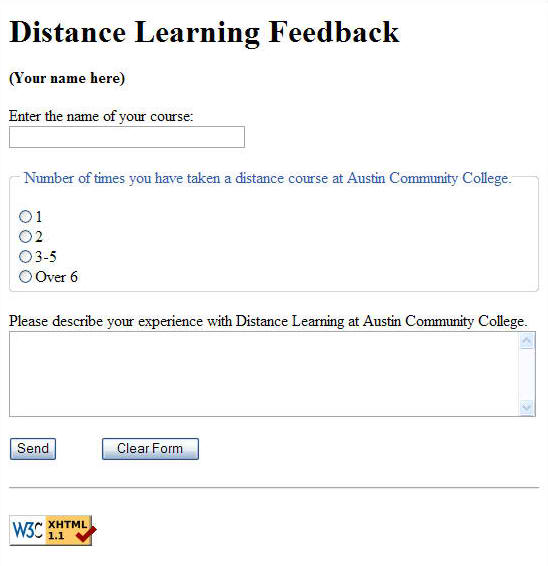 Distance Learning Feedback
(Your name here)
Enter the name of your course:
Number of times you have taken a distance course at Austin Community College.
1
2
3-5
Over 6
Please describe your experience with Distance Learning at Austin Community College.
Send Clear Form
W3C XHTML
1.1